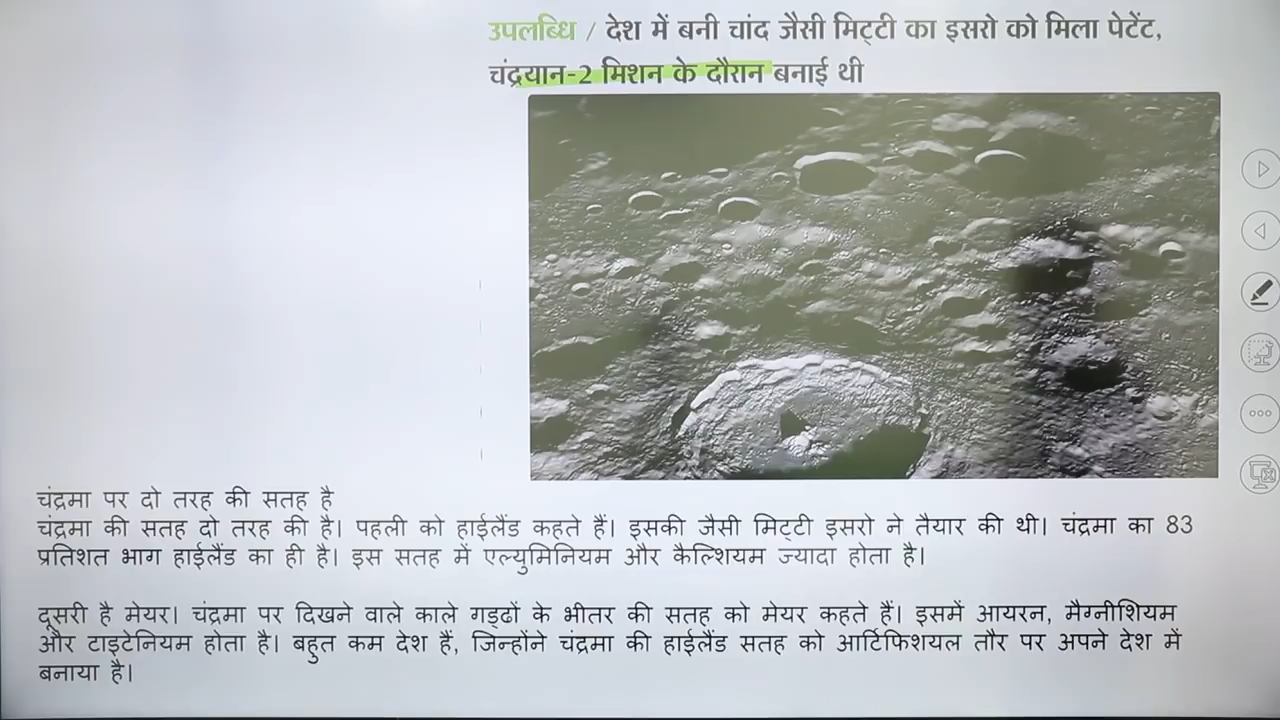 उपलब्धि / देश में बनी चांद जैसी मिट्टी का इसरो को मिला पेटेंट,
चंद्रयान-2 मिशन के दौरान बनाई थी
चंद्रमा पर दो तरह की सतह है
चंद्रमा की सतह दो तरह की है। पहली को हाईलैंड कहते हैं। इसकी जैसी मिट्टी इसरो ने तैयार की थी। चंद्रमा का 83
प्रतिशत भाग हाईलैंड का ही है। इस सतह में एल्युमिनियम और कैल्शियम ज्यादा होता है।
दूसरी है मेयर। चंद्रमा पर दिखने वाले काले गड्ढों के भीतर की सतह को मेयर कहते हैं। इसमें आयरन, मैग्नीशियम
और टाइटेनियम होता है। बहुत कम देश हैं, जिन्होंने चंद्रमा की हाईलैंड सतह को आर्टिफिशयल तौर पर अपने देश में
बनाया है।